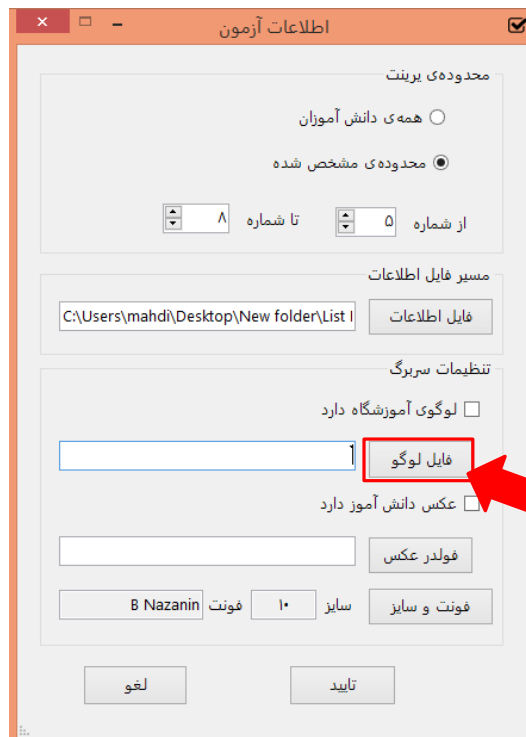 اطلاعات آزمون
محدوده‌ی پرینت
همه‌ی دانش آموزان
محدوده‌ی مشخص شده
از شماره ۵ تا شماره ۸
مسیر فایل اطلاعات
فایل اطلاعات C:\Users\mahdi\Desktop\New folder\List I
تنظیمات سربرگ
لوگوی آموزشگاه دارد
فایل لوگو
عکس دانش آموز دارد
فولدر عکس
فونت و سایز سایز ۱۰ فونت B Nazanin
تایید لغو